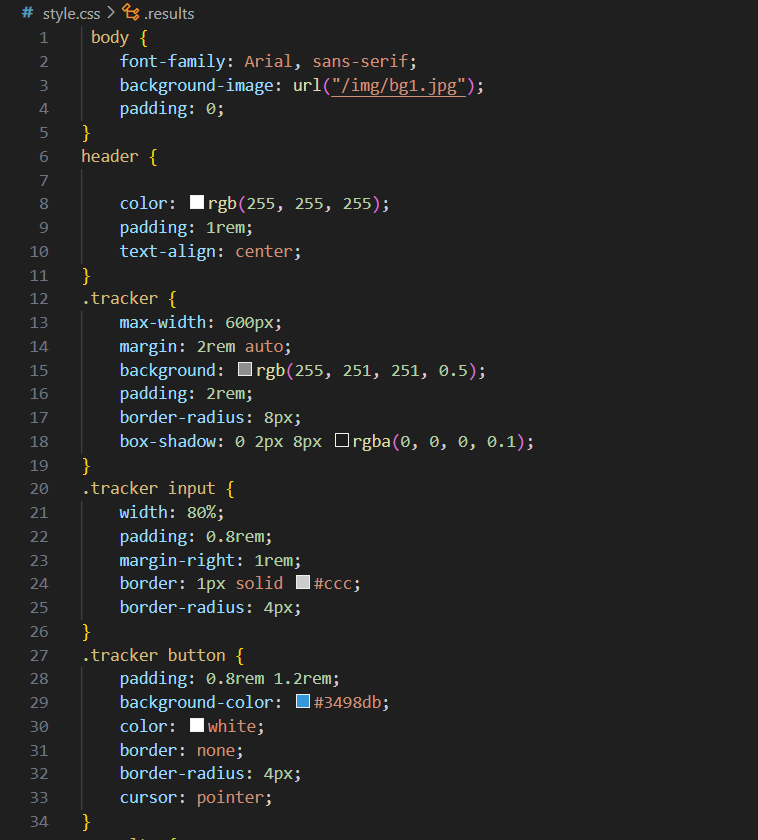 # style.css > .results
1 body {
2 font-family: Arial, sans-serif;
3 background-image: url("/img/bg1.jpg");
4 padding: 0;
5 }
6 header {
7
8 color: rgb(255, 255, 255);
9 padding: 1rem;
10 text-align: center;
11 }
12 .tracker {
13 max-width: 600px;
14 margin: 2rem auto;
15 background: rgb(255, 251, 251, 0.5);
16 padding: 2rem;
17 border-radius: 8px;
18 box-shadow: 0 2px 8px rgba(0, 0, 0, 0.1);
19 }
20 .tracker input {
21 width: 80%;
22 padding: 0.8rem;
23 margin-right: 1rem;
24 border: 1px solid #ccc;
25 border-radius: 4px;
26 }
27 .tracker button {
28 padding: 0.8rem 1.2rem;
29 background-color: #3498db;
30 color: white;
31 border: none;
32 border-radius: 4px;
33 cursor: pointer;
34 }